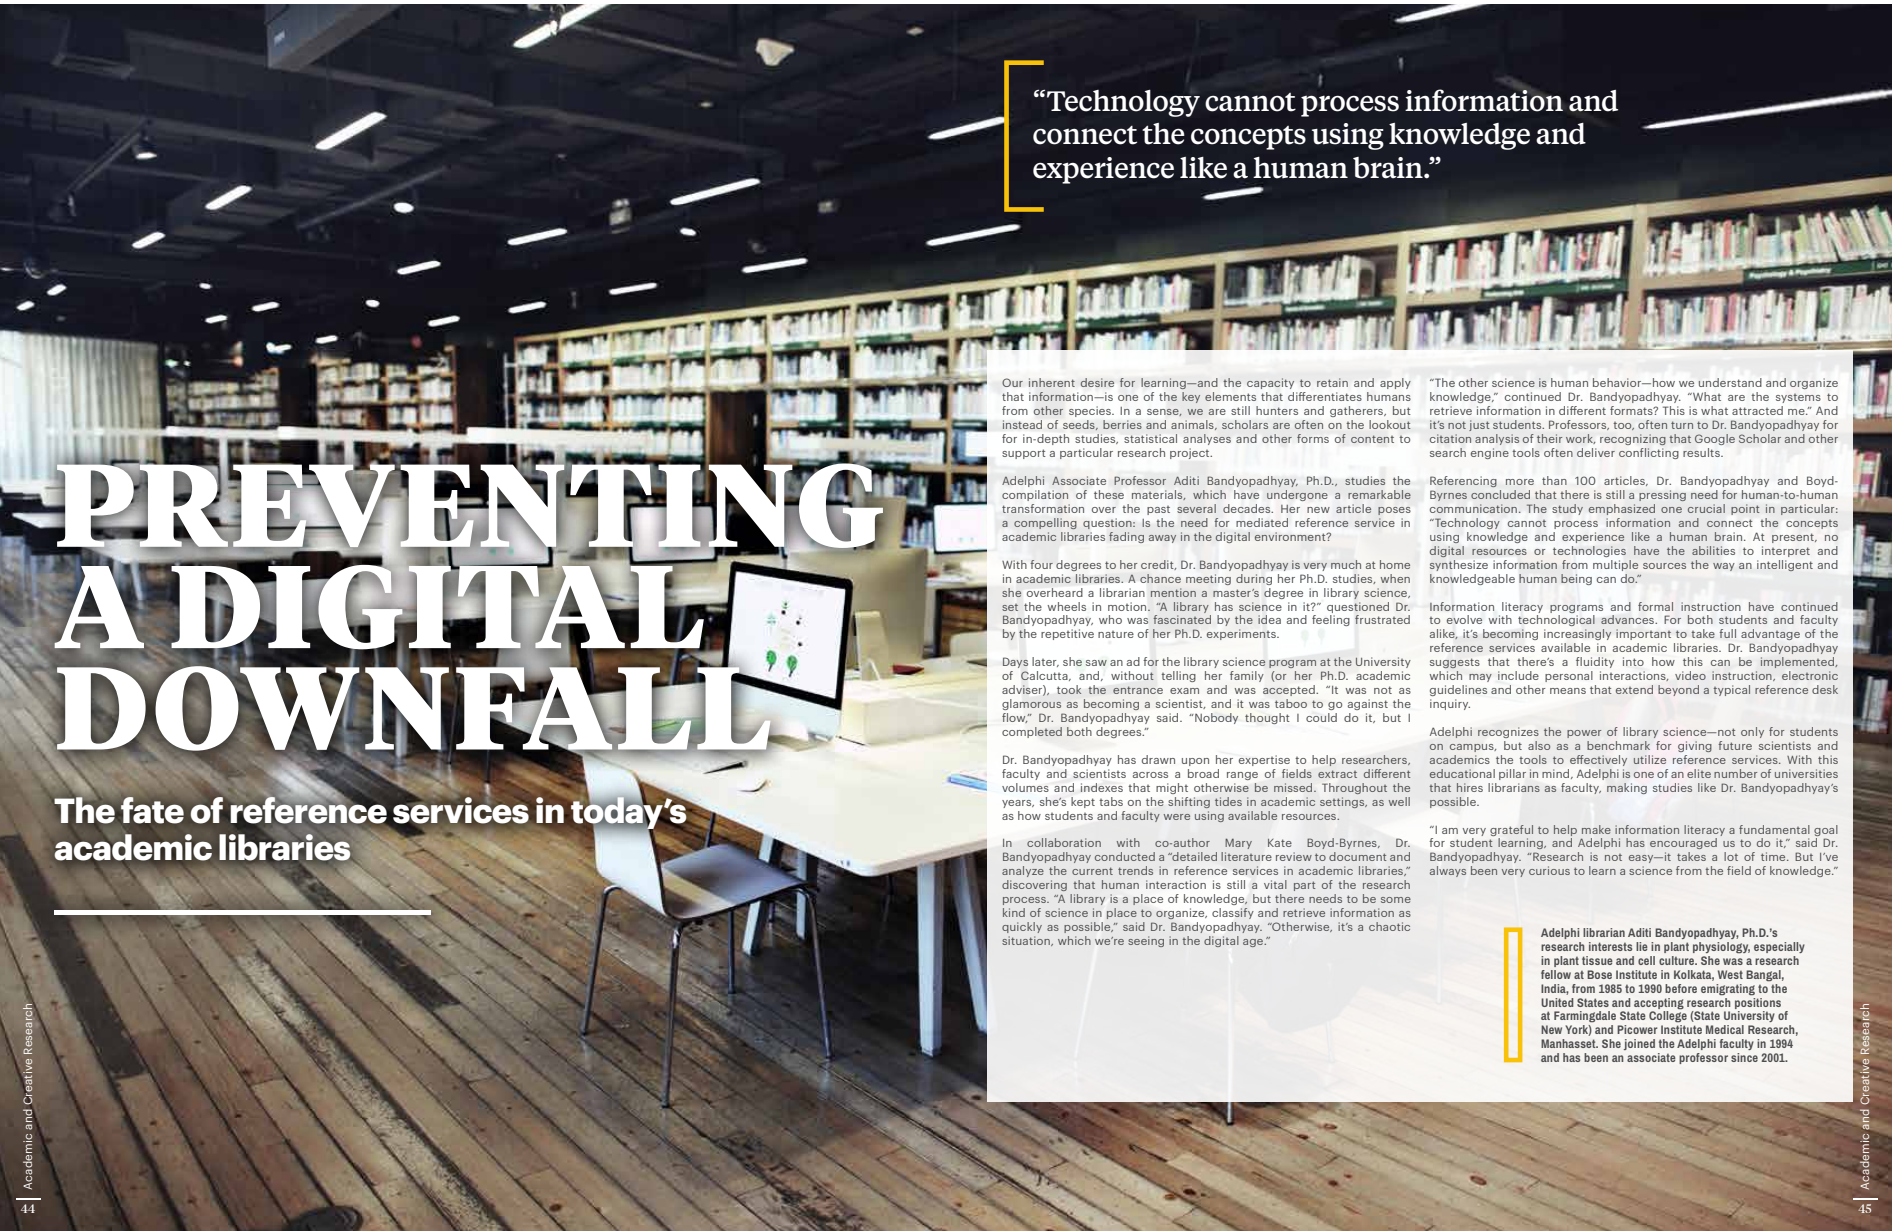 PREVENTING
A DIGITAL
DOWNFALL
The fate of reference services in today's
academic libraries
Academic and Creative Research
44
“Technology cannot process information and
connect the concepts using knowledge and
experience like a human brain.”
Our inherent desire for learning—and the capacity to retain and apply
that information—is one of the key elements that differentiates humans
from other species. In a sense, we are still hunters and gatherers, but
instead of seeds, berries and animals, scholars are often on the lookout
for in-depth studies, statistical analyses and other forms of content to
support a particular research project.
Adelphi Associate Professor Aditi Bandyopadhyay, Ph.D., studies the
compilation of these materials, which have undergone a remarkable
transformation over the past several decades. Her new article poses
a compelling question: Is the need for mediated reference service in
academic libraries fading away in the digital environment?
With four degrees to her credit, Dr. Bandyopadhyay is very much at home
in academic libraries. A chance meeting during her Ph.D. studies, when
she overheard a librarian mention a master's degree in library science,
set the wheels in motion. “A library has science in it?” questioned Dr.
Bandyopadhyay, who was fascinated by the idea and feeling frustrated
by the repetitive nature of her Ph.D. experiments.
Days later, she saw an ad for the library science program at the University
of Calcutta, and, without telling her family (or her Ph.D. academic
adviser), took the entrance exam and was accepted. “It was not as
glamorous as becoming a scientist, and it was taboo to go against the
flow,” Dr. Bandyopadhyay said. “Nobody thought I could do it, but I
completed both degrees.”
Dr. Bandyopadhyay has drawn upon her expertise to help researchers,
faculty and scientists across a broad range of fields extract different
volumes and indexes that might otherwise be missed. Throughout the
years, she's kept tabs on the shifting tides in academic settings, as well
as how students and faculty were using available resources.
In collaboration with co-author Mary Kate Boyd-Byrnes, Dr.
Bandyopadhyay conducted a “detailed literature review to document and
analyze the current trends in reference services in academic libraries,”
discovering that human interaction is still a vital part of the research
process. “A library is a place of knowledge, but there needs to be some
kind of science in place to organize, classify and retrieve information as
quickly as possible,” said Dr. Bandyopadhyay. “Otherwise, it's a chaotic
situation, which we're seeing in the digital age.”
“The other science is human behavior—how we understand and organize
knowledge,” continued Dr. Bandyopadhyay. “What are the systems to
retrieve information in different formats? This is what attracted me.” And
it's not just students. Professors, too, often turn to Dr. Bandyopadhyay for
citation analysis of their work, recognizing that Google Scholar and other
search engine tools often deliver conflicting results.
Referencing more than 100 articles, Dr. Bandyopadhyay and Boyd-
Byrnes concluded that there is still a pressing need for human-to-human
communication. The study emphasized one crucial point in particular:
“Technology cannot process information and connect the concepts
using knowledge and experience like a human brain. At present, no
digital resources or technologies have the abilities to interpret and
synthesize information from multiple sources the way an intelligent and
knowledgeable human being can do.”
Information literacy programs and formal instruction have continued
to evolve with technological advances. For both students and faculty
alike, it's becoming increasingly important to take full advantage of the
reference services available in academic libraries. Dr. Bandyopadhyay
suggests that there's a fluidity into how this can be implemented,
which may include personal interactions, video instruction, electronic
guidelines and other means that extend beyond a typical reference desk
inquiry.
Adelphi recognizes the power of library science—not only for students
on campus, but also as a benchmark for giving future scientists and
academics the tools to effectively utilize reference services. With this
educational pillar in mind, Adelphi is one of an elite number of universities
that hires librarians as faculty, making studies like Dr. Bandyopadhyay's
possible.
“I am very grateful to help make information literacy a fundamental goal
for student learning, and Adelphi has encouraged us to do it,” said Dr.
Bandyopadhyay. “Research is not easy—it takes a lot of time. But I've
always been very curious to learn a science from the field of knowledge.”
Adelphi librarian Aditi Bandyopadhyay, Ph.D.'s
research interests lie in plant physiology, especially
in plant tissue and cell culture. She was a research
fellow at Bose Institute in Kolkata, West Bangal,
India, from 1985 to 1990 before emigrating to the
United States and accepting research positions
at Farmingdale State College (State University of
New York) and Picower Institute Medical Research,
Manhasset. She joined the Adelphi faculty in 1994
and has been an associate professor since 2001.
Psychology & Psychiatry
Academic and Creative Research
45